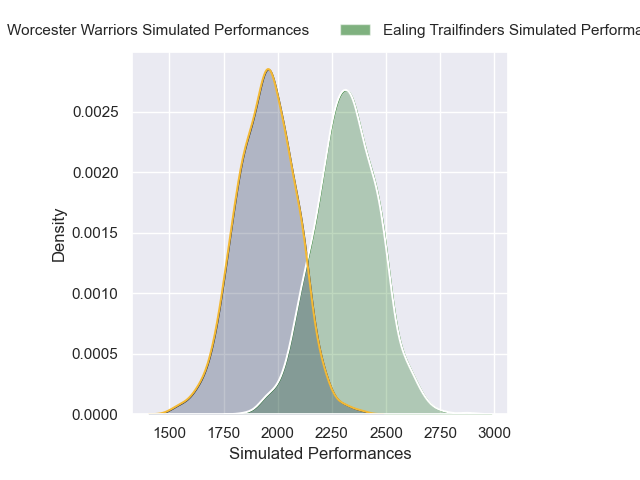 Worcester Warriors Simulated Performances Ealing Trailfinders Simulated Performa
0.0025
0.0020
0.0015
0.0010
0.0005
0.0000
Density
1500 1750 2000 2250 2500 2750 3000
Simulated Performances